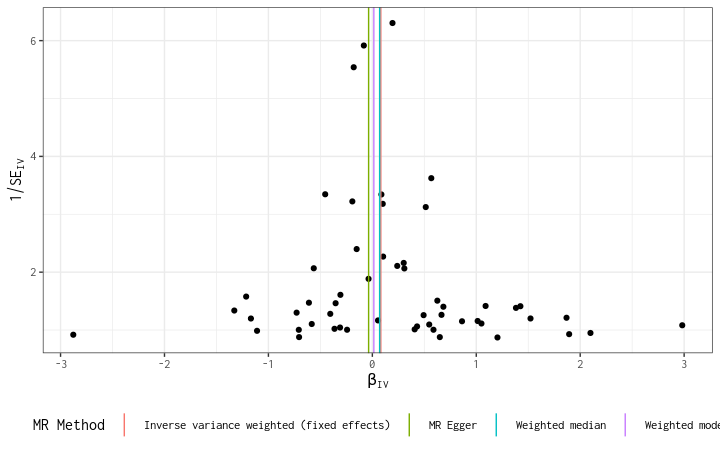 6
4
2
1/SE_IV
-3
-2
-1
0
1
2
3
β_IV
MR Method
Inverse variance weighted (fixed effects)
MR Egger
Weighted median
Weighted mode